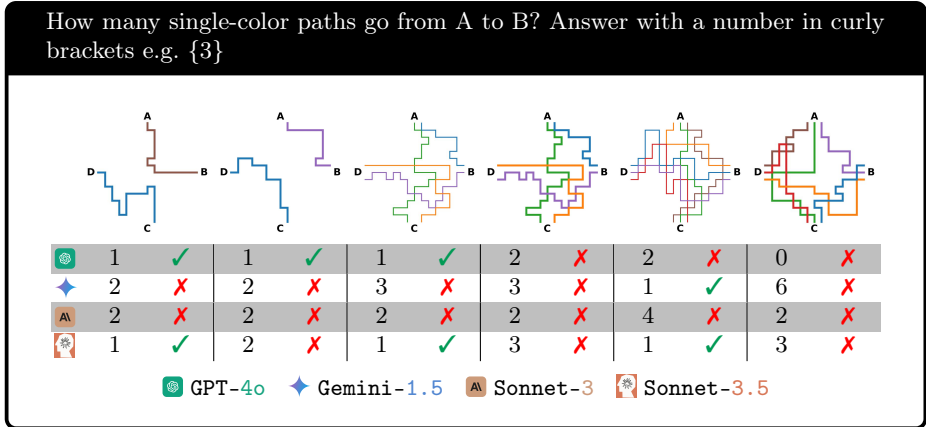 How many single-color paths go from A to B? Answer with a number in curly
brackets e.g. {3}
A A A A A A
D B D B D B D B D B D B
C C C C C C
1 ✓ 1 ✓ 1 ✓ 2 ✗ 2 ✗ 0 ✗
2 ✗ 2 ✗ 3 ✗ 3 ✗ 1 ✓ 6 ✗
A\ 2 ✗ 2 ✗ 2 ✗ 2 ✗ 4 ✗ 2 ✗
1 ✓ 2 ✗ 1 ✓ 3 ✗ 1 ✓ 3 ✗
GPT-4o Gemini-1.5 A\ Sonnet-3 Sonnet-3.5